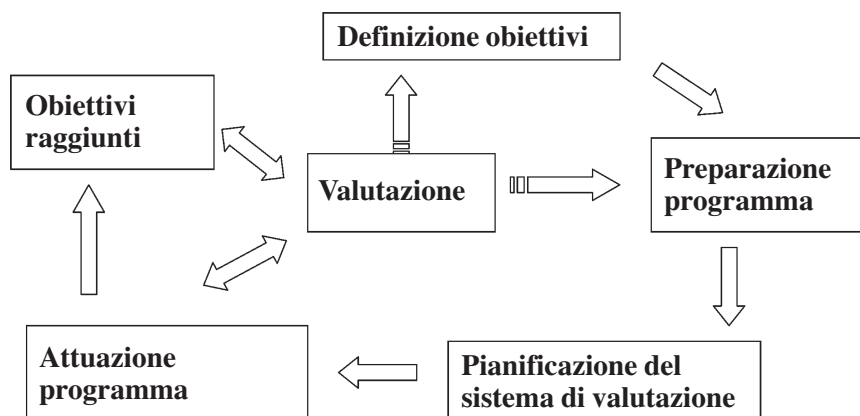 Definizione obiettivi
Obiettivi
raggiunti
Valutazione
Preparazione
programma
Attuazione
programma
Pianificazione del
sistema di valutazione